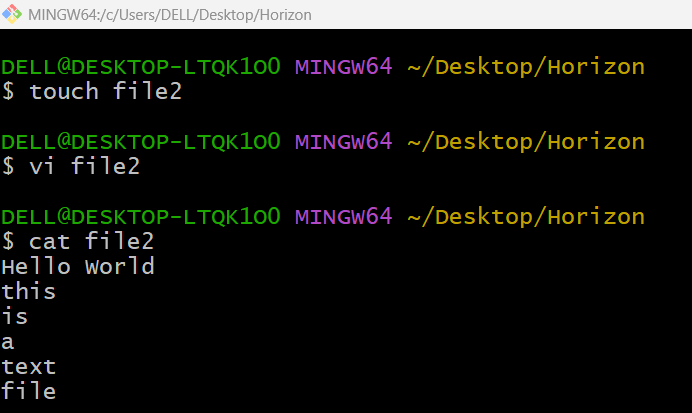 MINGW64:/c/Users/DELL/Desktop/Horizon
DELL@DESKTOP-LTQK1O0 MINGW64 ~/Desktop/Horizon
$ touch file2
DELL@DESKTOP-LTQK1O0 MINGW64 ~/Desktop/Horizon
$ vi file2
DELL@DESKTOP-LTQK1O0 MINGW64 ~/Desktop/Horizon
$ cat file2
Hello World
this
is
a
text
file